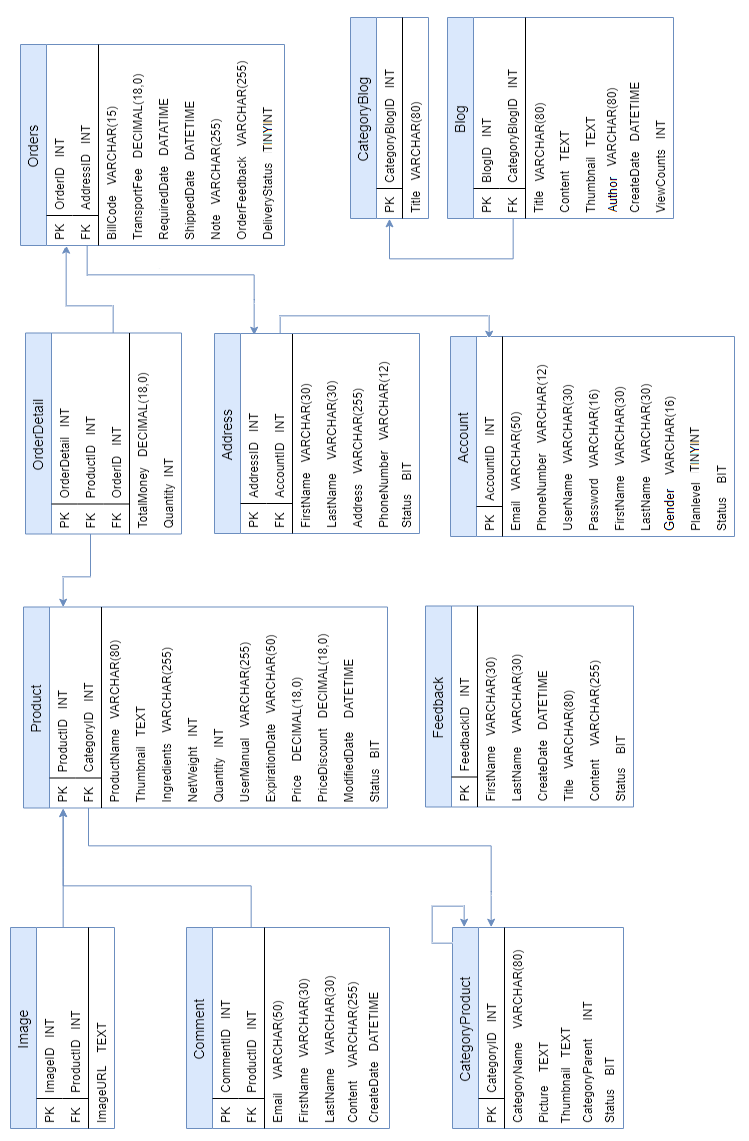 Orders
PK OrderID INT
FK AddressID INT
BillCode VARCHAR(15)
TransportFee DECIMAL(18,0)
RequiredDate DATATIME
ShippedDate DATETIME
Note VARCHAR(255)
OrderFeedback VARCHAR(255)
DeliveryStatus TINYINT
CategoryBlog
PK CategoryBlogID INT
Title VARCHAR(80)
Blog
PK BlogID INT
FK CategoryBlogID INT
Title VARCHAR(80)
Content TEXT
Thumbnail TEXT
Author VARCHAR(80)
CreateDate DATETIME
ViewCounts INT
OrderDetail
PK OrderDetail INT
FK ProductID INT
FK OrderID INT
TotalMoney DECIMAL(18,0)
Quantity INT
Address
PK AddressID INT
FK AccountID INT
FirstName VARCHAR(30)
LastName VARCHAR(30)
Address VARCHAR(255)
PhoneNumber VARCHAR(12)
Status BIT
Account
PK AccountID INT
Email VARCHAR(50)
PhoneNumber VARCHAR(12)
UserName VARCHAR(30)
Password VARCHAR(16)
FirstName VARCHAR(30)
LastName VARCHAR(30)
Gender VARCHAR(16)
Planlevel TINYINT
Status BIT
Product
PK ProductID INT
FK CategoryID INT
ProductName VARCHAR(80)
Thumbnail TEXT
Ingredients VARCHAR(255)
NetWeight INT
Quantity INT
UserManual VARCHAR(255)
ExpirationDate VARCHAR(50)
Price DECIMAL(18,0)
PriceDiscount DECIMAL(18,0)
ModifiedDate DATETIME
Status BIT
Feedback
PK FeedbackID INT
FirstName VARCHAR(30)
LastName VARCHAR(30)
CreateDate DATETIME
Title VARCHAR(80)
Content VARCHAR(255)
Status BIT
Image
PK ImageID INT
FK ProductID INT
ImageURL TEXT
Comment
PK CommentID INT
FK ProductID INT
Email VARCHAR(50)
FirstName VARCHAR(30)
LastName VARCHAR(30)
Content VARCHAR(255)
CreateDate DATETIME
CategoryProduct
PK CategoryID INT
CategoryName VARCHAR(80)
Picture TEXT
Thumbnail TEXT
CategoryParent INT
Status BIT